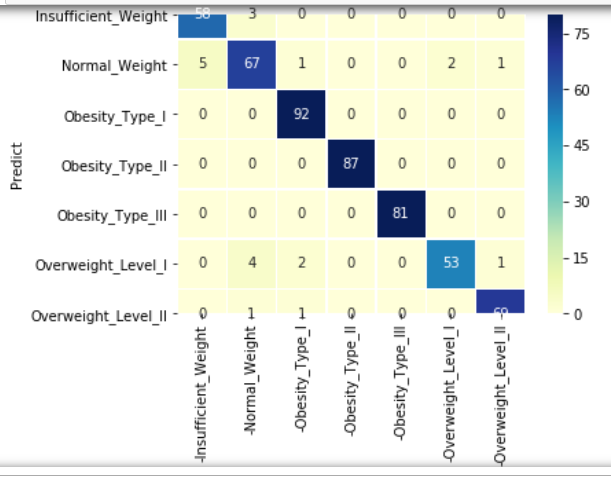 Insufficient_Weight - 58 3 0 0 0 0 0
Normal_Weight - 5 67 1 0 0 2 1
Obesity_Type_I - 0 0 92 0 0 0 0
Obesity_Type_II - 0 0 0 87 0 0 0
Obesity_Type_III - 0 0 0 0 81 0 0
Overweight_Level_I - 0 4 2 0 0 53 1
Overweight_Level_II - 0 1 1 0 0 0
Predict
-Insufficient_Weight
-Normal_Weight
-Obesity_Type_I
-Obesity_Type_II
-Obesity_Type_III
-Overweight_Level_I
-Overweight_Level_II
- 75
- 60
- 45
- 30
- 15
- 0